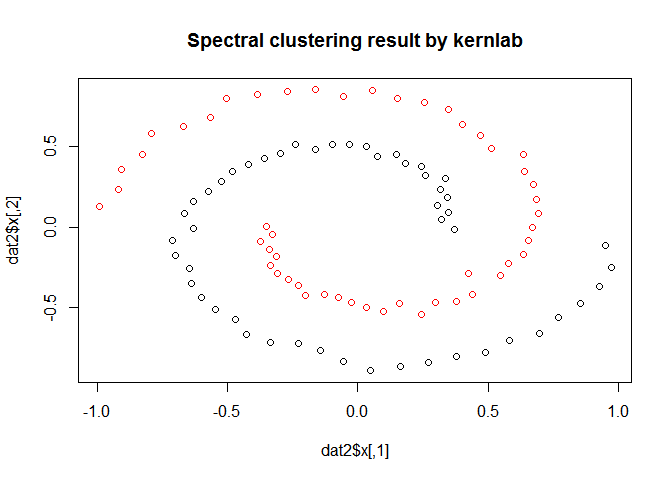 Spectral clustering result by kernlab
dat2$x[,2]
0.5
0.0
-0.5
-1.0 -0.5 0.0 0.5 1.0
dat2$x[,1]